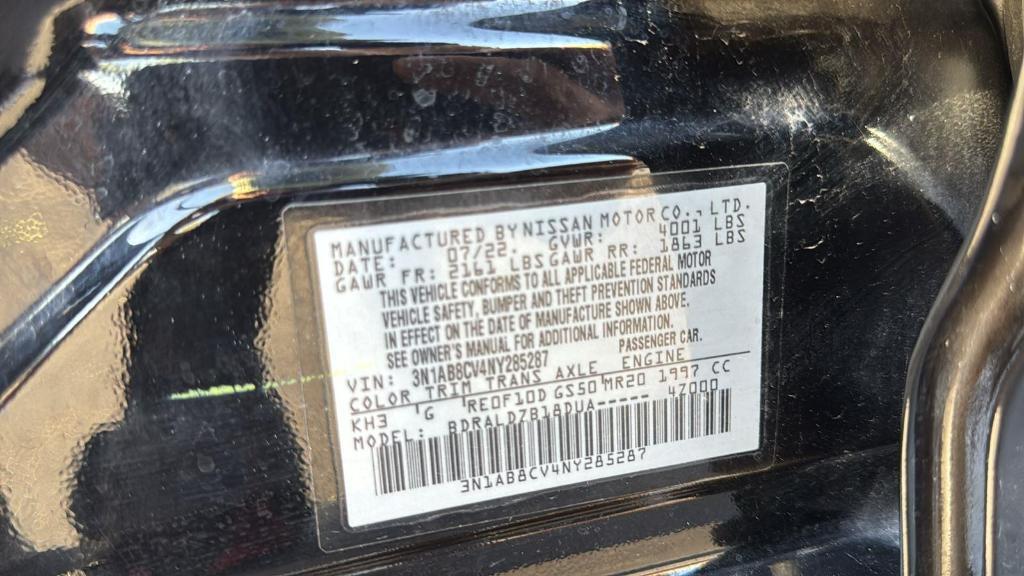 MANUFACTURED BY NISSAN MOTOR CO., LTD.
DATE: 07/22. GVWR: 4001 LBS
GAWR FR: 2161 LBS GAWR RR: 1863 LBS
THIS VEHICLE CONFORMS TO ALL APPLICABLE FEDERAL MOTOR
VEHICLE SAFETY, BUMPER AND THEFT PREVENTION STANDARDS
IN EFFECT ON THE DATE OF MANUFACTURE SHOWN ABOVE.
SEE OWNER'S MANUAL FOR ADDITIONAL INFORMATION.
VIN: 3N1AB8CV4NY285287 PASSENGER CAR.
COLOR TRIM TRANS AXLE ENGINE
KH3 G RE0F10D GS50 MR20 1997 CC
MODEL: BDRALDZB18DUA----- 4Z000
3N1AB8CV4NY285287